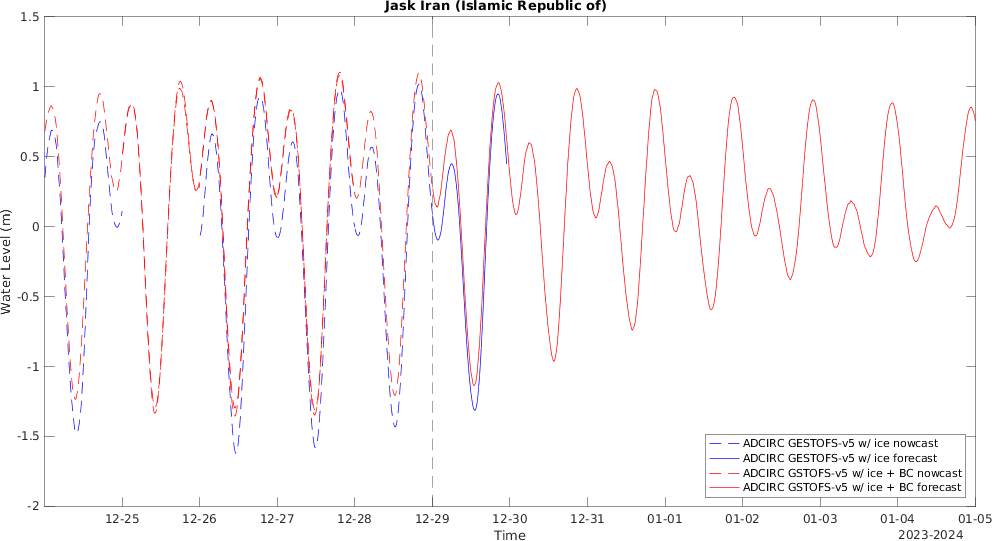 Jask Iran (Islamic Republic of)
Water Level (m)
1.5
1
0.5
0
-0.5
-1
-1.5
-2
ADCIRC GESTOFS-v5 w/ ice nowcast
ADCIRC GESTOFS-v5 w/ ice forecast
ADCIRC GSTOFS-v5 w/ ice + BC nowcast
ADCIRC GSTOFS-v5 w/ ice + BC forecast
12-25 12-26 12-27 12-28 12-29 12-30 12-31 01-01 01-02 01-03 01-04 01-05
Time
2023-2024